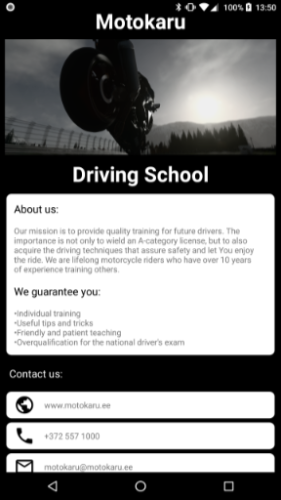 100% 13:50
Motokaru
Driving School
About us:
Our mission is to provide quality training for future drivers. The
importance is not only to wield an A-category license, but to also
acquire the driving techniques that assure safety and let You enjoy
the ride. We are lifelong motorcycle riders who have over 10 years
of experience training others.
We guarantee you:
•Individual training
•Useful tips and tricks
•Friendly and patient teaching
•Overqualification for the national driver's exam
Contact us:
www.motokaru.ee
+372 557 1000
motokaru@motokaru.ee